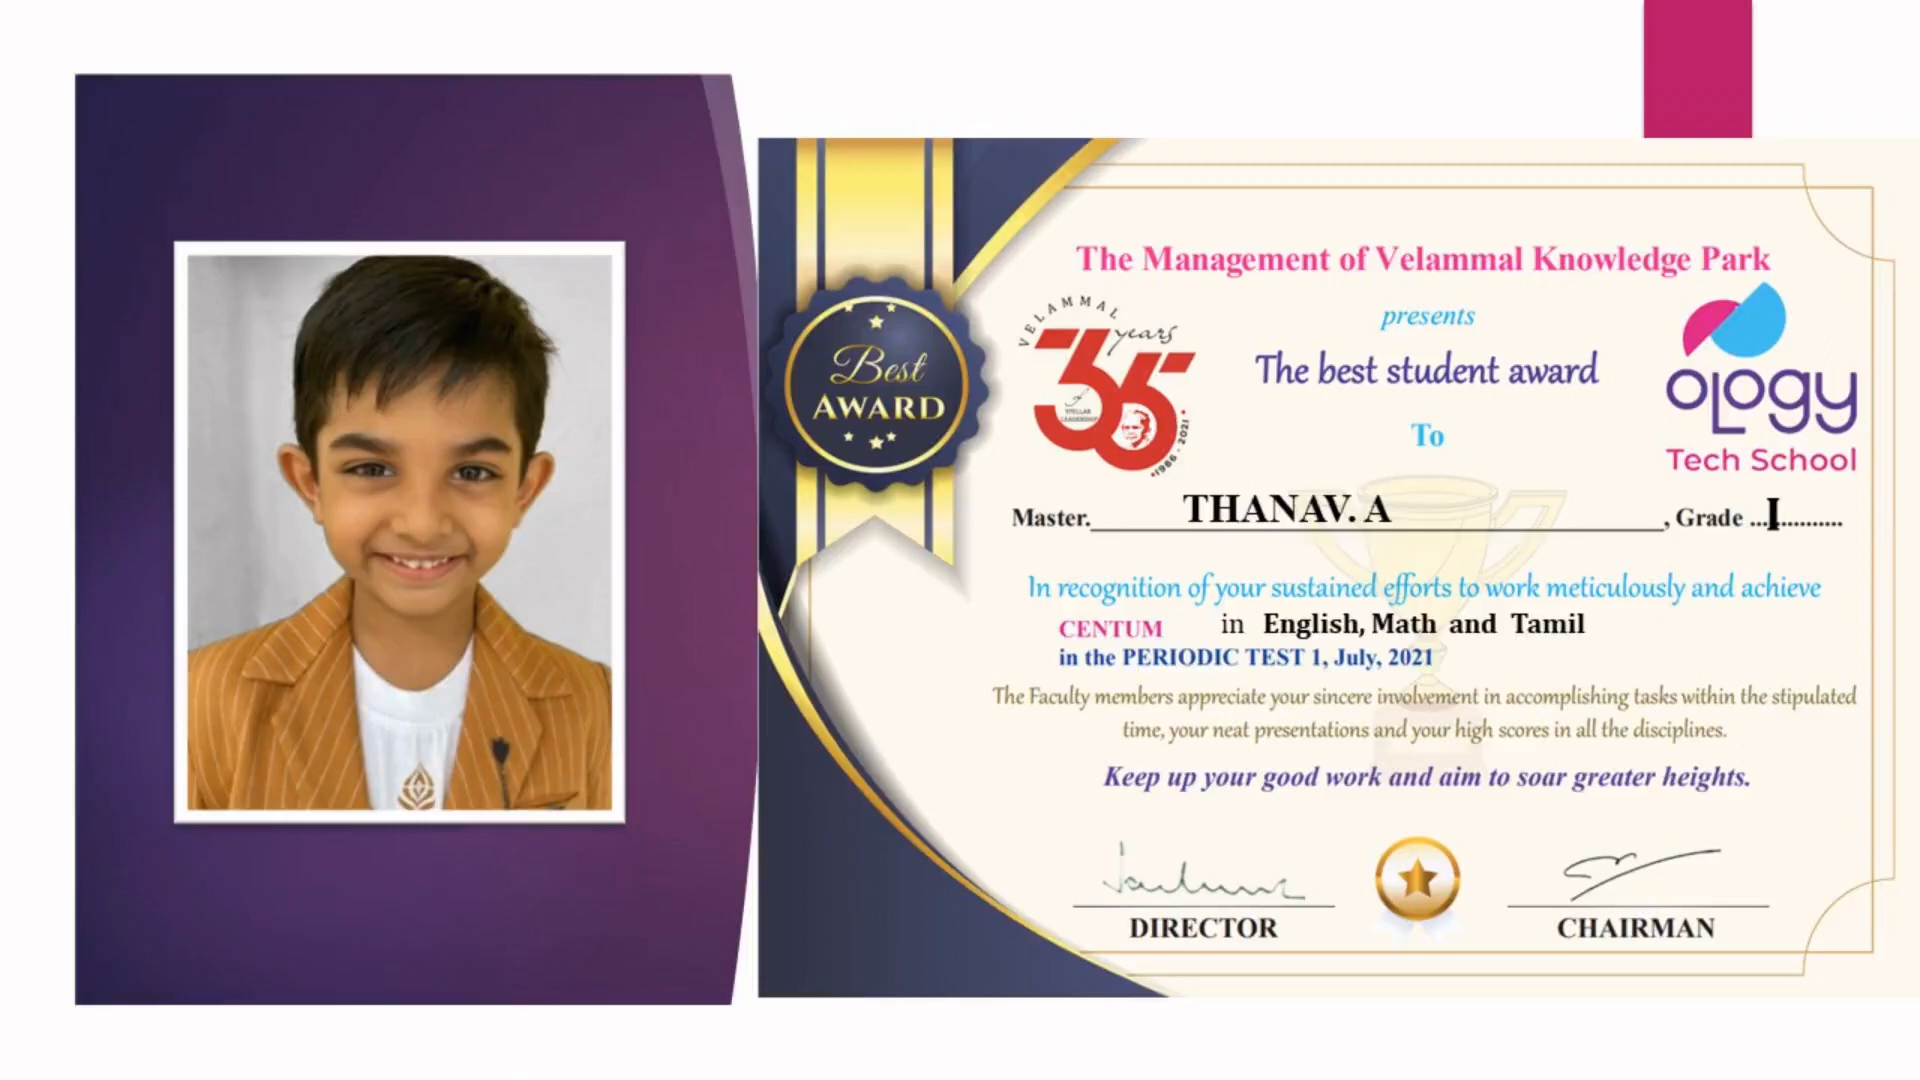 The Management of Velammal Knowledge Park
presents
VELAMMAL
35 years
STELLAR
LEADERSHIP
1986 - 2021
Best
AWARD
The best student award
To
ology
Tech School
Master. THANAV. A, Grade ...I...........
In recognition of your sustained efforts to work meticulously and achieve
CENTUM in English, Math and Tamil
in the PERIODIC TEST 1, July, 2021
The Faculty members appreciate your sincere involvement in accomplishing tasks within the stipulated
time, your neat presentations and your high scores in all the disciplines.
Keep up your good work and aim to soar greater heights.
DIRECTOR
CHAIRMAN